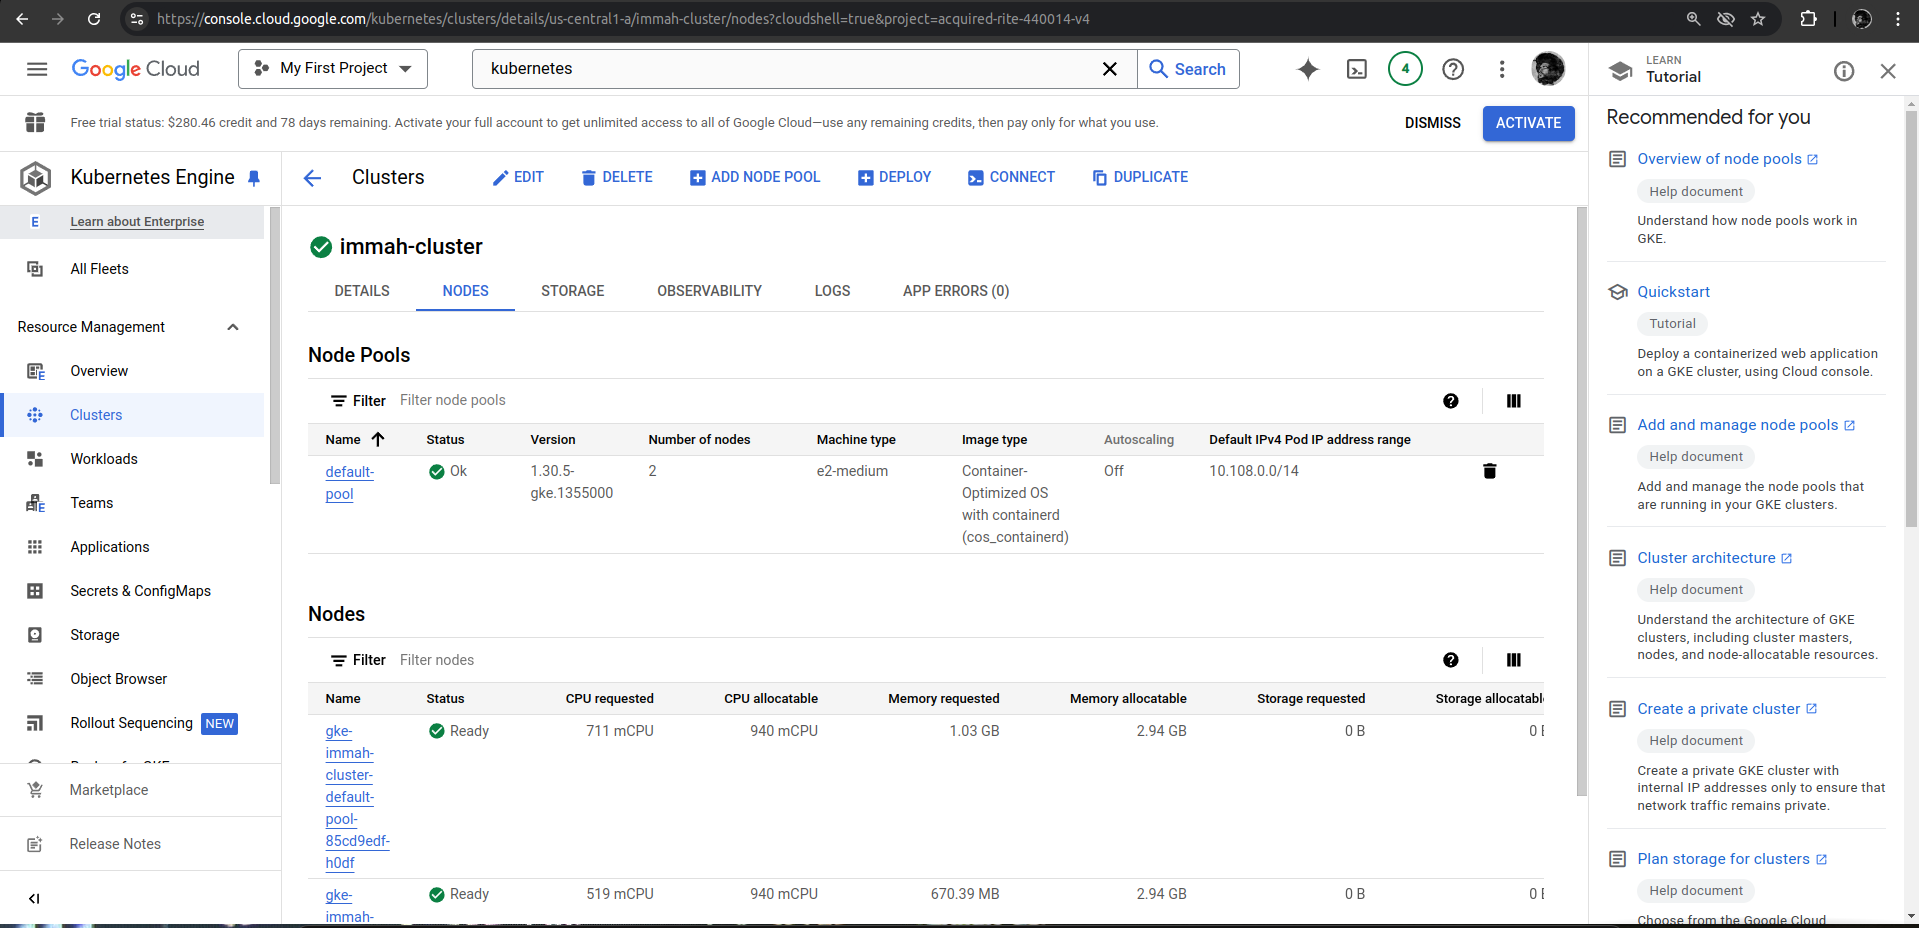 https://console.cloud.google.com/kubernetes/clusters/details/us-central1-a/immah-cluster/nodes?cloudshell=true&project=acquired-rite-440014-v4
Google Cloud
My First Project
kubernetes
Search
4
LEARN
Tutorial
Free trial status: $280.46 credit and 78 days remaining. Activate your full account to get unlimited access to all of Google Cloud—use any remaining credits, then pay only for what you use.
DISMISS
ACTIVATE
Kubernetes Engine
E Learn about Enterprise
All Fleets
Resource Management
Overview
Clusters
Workloads
Teams
Applications
Secrets & ConfigMaps
Storage
Object Browser
Rollout Sequencing NEW
Marketplace
Release Notes
Clusters
EDIT
DELETE
ADD NODE POOL
DEPLOY
CONNECT
DUPLICATE
immah-cluster
DETAILS
NODES
STORAGE
OBSERVABILITY
LOGS
APP ERRORS (0)
Node Pools
Filter Filter node pools
Name Status Version Number of nodes Machine type Image type Autoscaling Default IPv4 Pod IP address range
default- Ok 1.30.5- 2 e2-medium Container- Off 10.108.0.0/14
pool gke.1355000 Optimized OS
with containerd
(cos_containerd)
Nodes
Filter Filter nodes
Name Status CPU requested CPU allocatable Memory requested Memory allocatable Storage requested Storage allocatabl
gke- Ready 711 mCPU 940 mCPU 1.03 GB 2.94 GB 0 B 0
immah-
cluster-
default-
pool-
85cd9edf-
h0df
gke- Ready 519 mCPU 940 mCPU 670.39 MB 2.94 GB 0 B 0
immah-
Recommended for you
Overview of node pools
Help document
Understand how node pools work in
GKE.
Quickstart
Tutorial
Deploy a containerized web application
on a GKE cluster, using Cloud console.
Add and manage node pools
Help document
Add and manage the node pools that
are running in your GKE clusters.
Cluster architecture
Help document
Understand the architecture of GKE
clusters, including cluster masters,
nodes, and node-allocatable resources.
Create a private cluster
Help document
Create a private GKE cluster with
internal IP addresses only to ensure that
network traffic remains private.
Plan storage for clusters
Help document
Choose from the Google Cloud